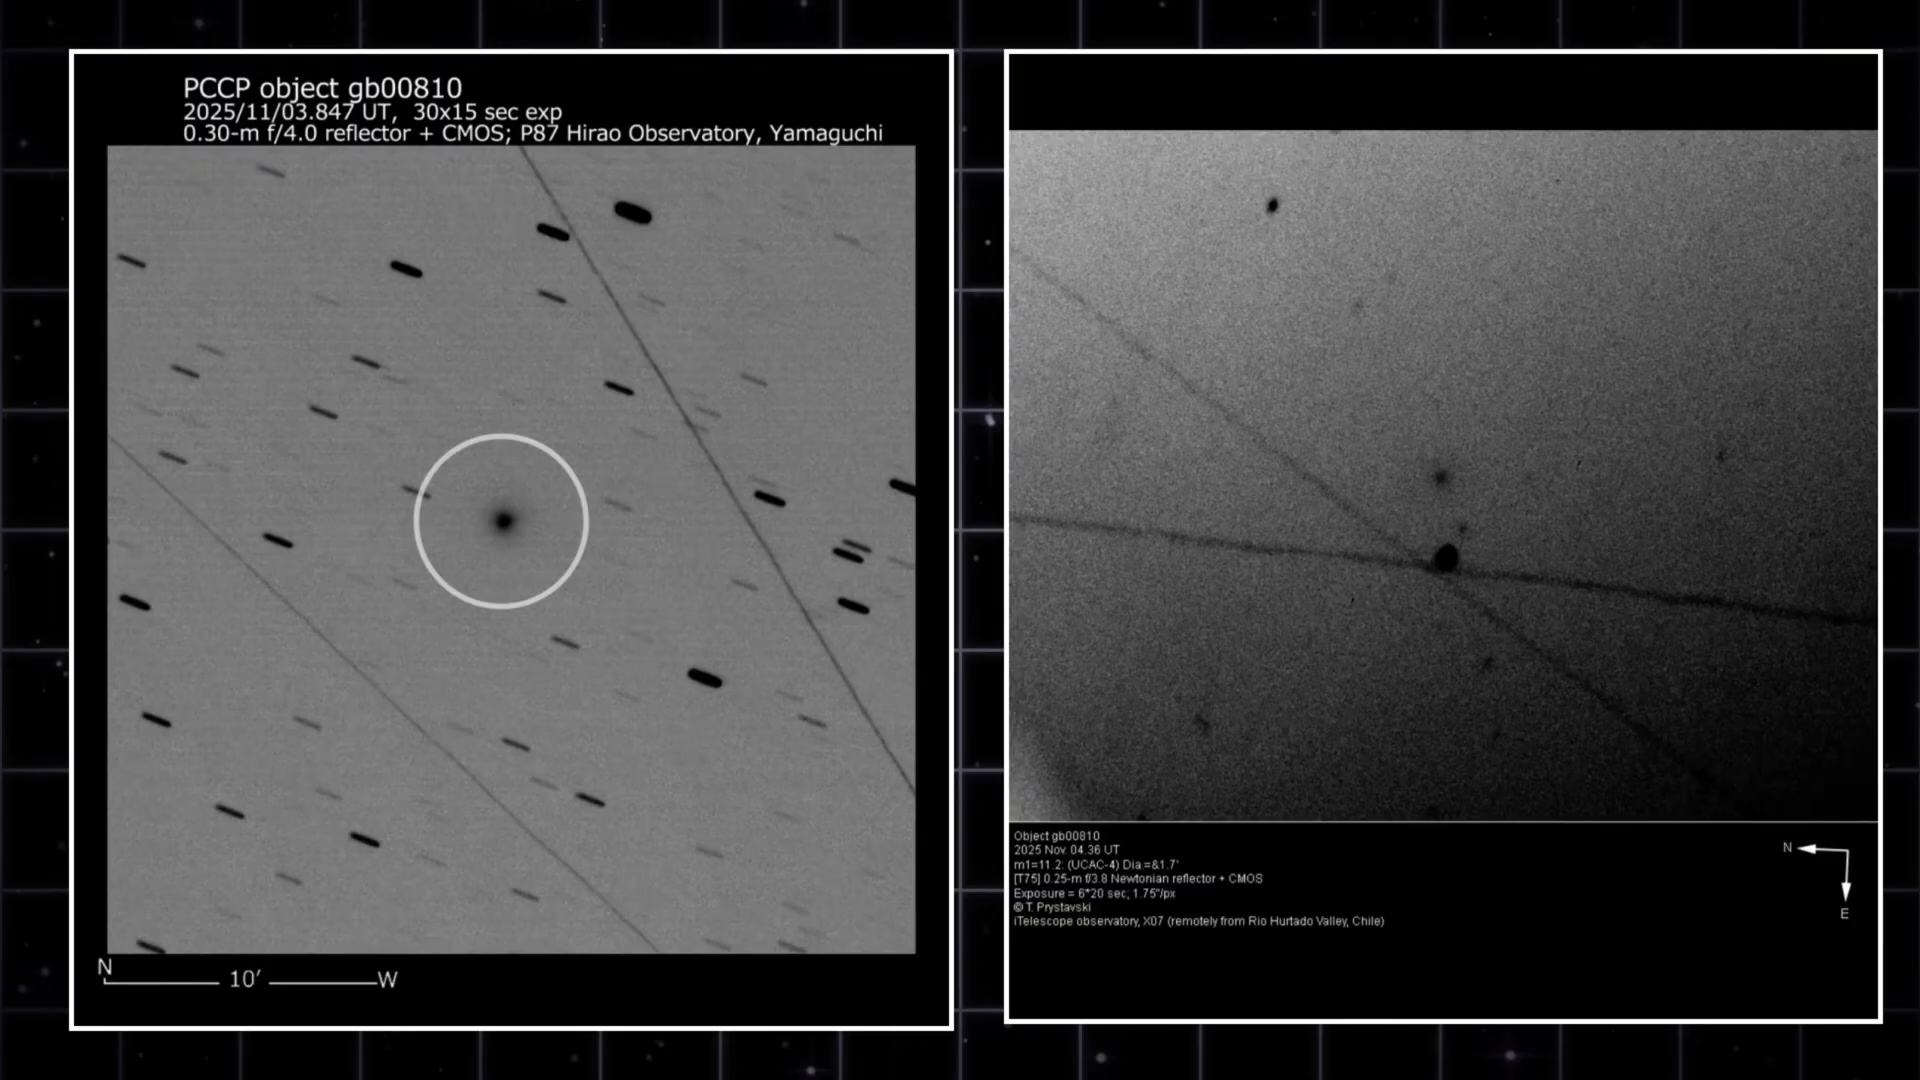 PCCP object gb00810
2025/11/03.847 UT, 30x15 sec exp
0.30-m f/4.0 reflector + CMOS; P87 Hirao Observatory, Yamaguchi
N
10′
W
Object gb00810
2025 Nov. 04.36 UT
m1=11.2: (UCAC-4) Dia.=&1.7'
[T75] 0.25-m f/3.8 Newtonian reflector + CMOS
Exposure = 6*20 sec; 1.75"/px
© T. Prystavski
iTelescope observatory, X07 (remotely from Rio Hurtado Valley, Chile)
N
E